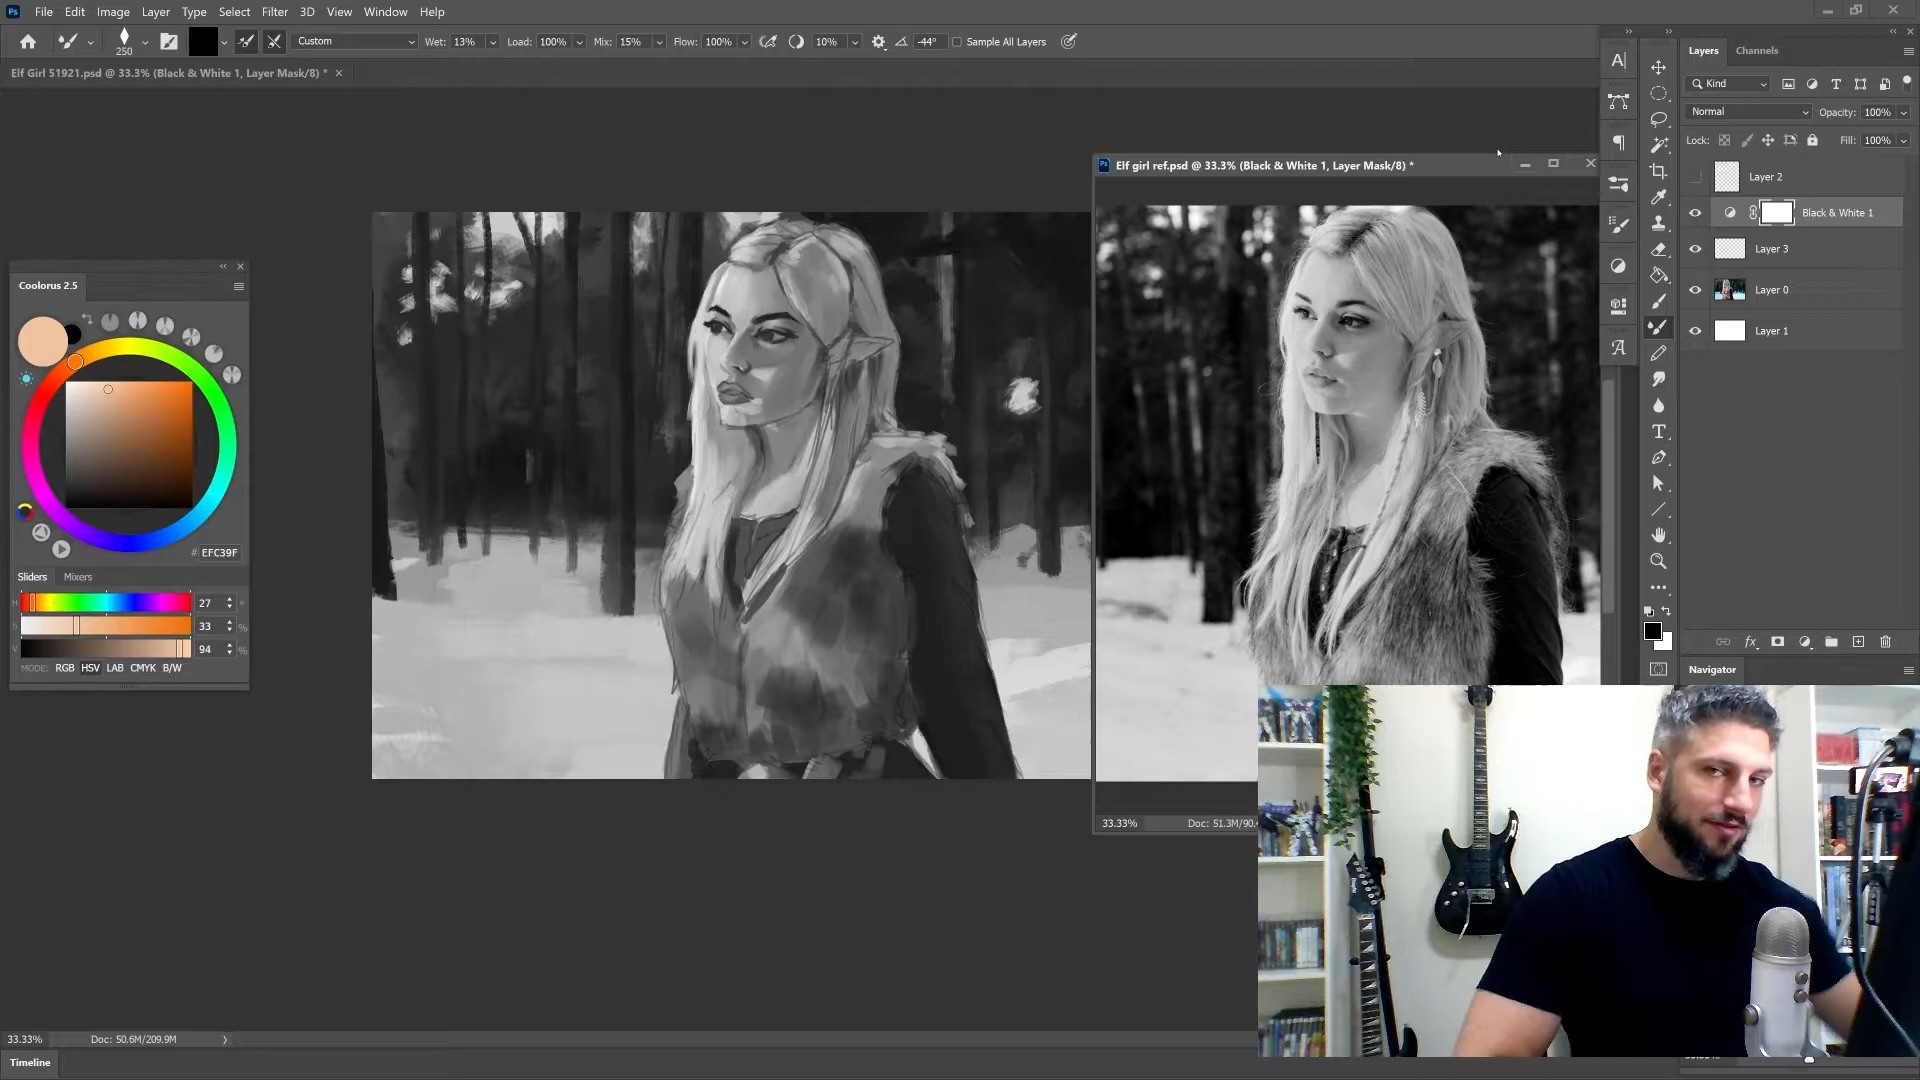 Ps File Edit Image Layer Type Select Filter 3D View Window Help
250 Custom Wet: 13% Load: 100% Mix: 15% Flow: 100% 10% -44° Sample All Layers
Elf Girl 51921.psd @ 33.3% (Black & White 1, Layer Mask/8) * ×
Layers Channels
Kind
Normal Opacity: 100%
Lock: Fill: 100%
Layer 2
Black & White 1
Layer 3
Layer 0
Layer 1
Navigator
Elf girl ref.psd @ 33.3% (Black & White 1, Layer Mask/8) *
33.33% Doc: 51.3M/90.
Coolorus 2.5
# EFC39F
Sliders Mixers
H 27 °
S 33 %
V 94 %
MODE: RGB HSV LAB CMYK B/W
33.33% Doc: 50.6M/209.9M
Timeline